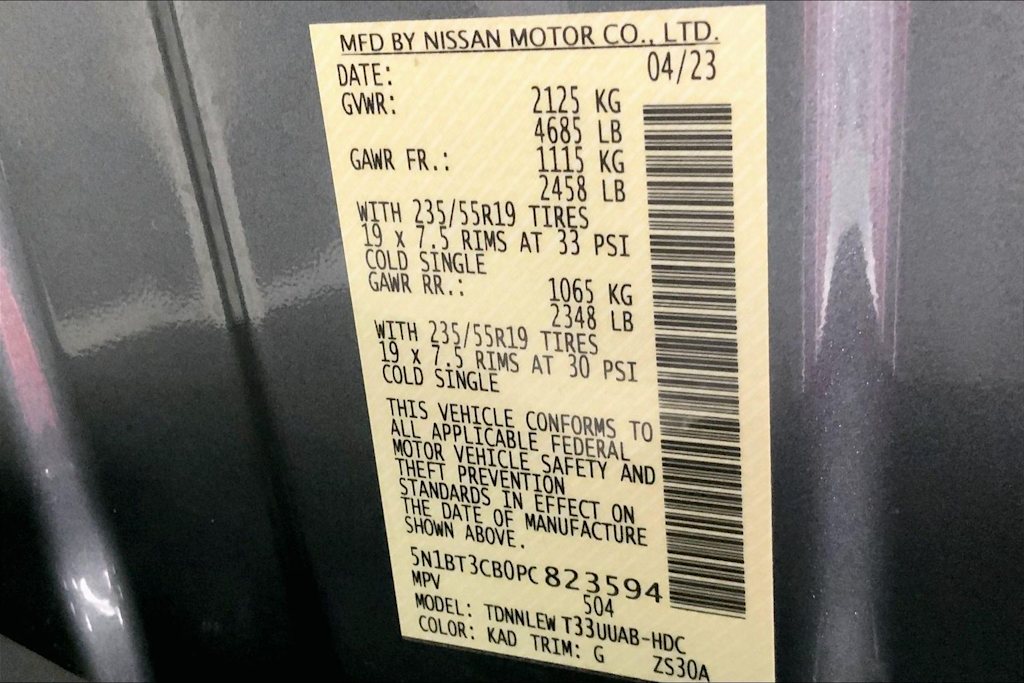 MFD BY NISSAN MOTOR CO., LTD.
DATE: 04/23
GVWR: 2125 KG
4685 LB
GAWR FR.: 1115 KG
2458 LB
WITH 235/55R19 TIRES
19 x 7.5 RIMS AT 33 PSI
COLD SINGLE
GAWR RR.: 1065 KG
2348 LB
WITH 235/55R19 TIRES
19 x 7.5 RIMS AT 30 PSI
COLD SINGLE
THIS VEHICLE CONFORMS TO
ALL APPLICABLE FEDERAL
MOTOR VEHICLE SAFETY AND
THEFT PREVENTION
STANDARDS IN EFFECT ON
THE DATE OF MANUFACTURE
SHOWN ABOVE.
5N1BT3CB0PC 823594
MPV 504
MODEL: TDNNLEW T33UUAB-HDC
COLOR: KAD TRIM: G ZS30A